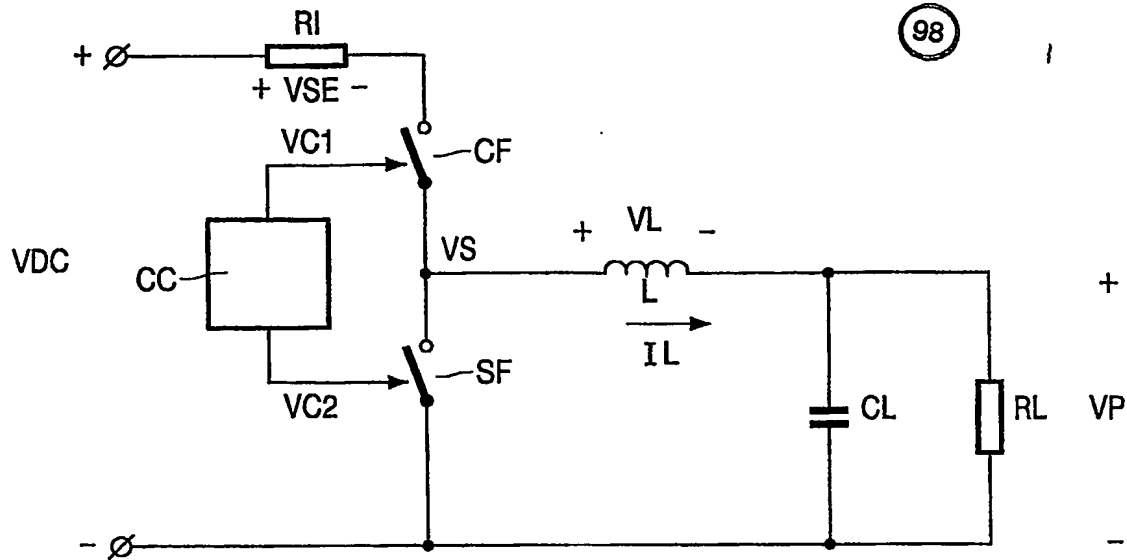 RI
98
+
+ VSE -
VC1
CF
VDC
CC
VS
+ VL -
L
IL
+
SF
VC2
CL
RL
VP
-
-